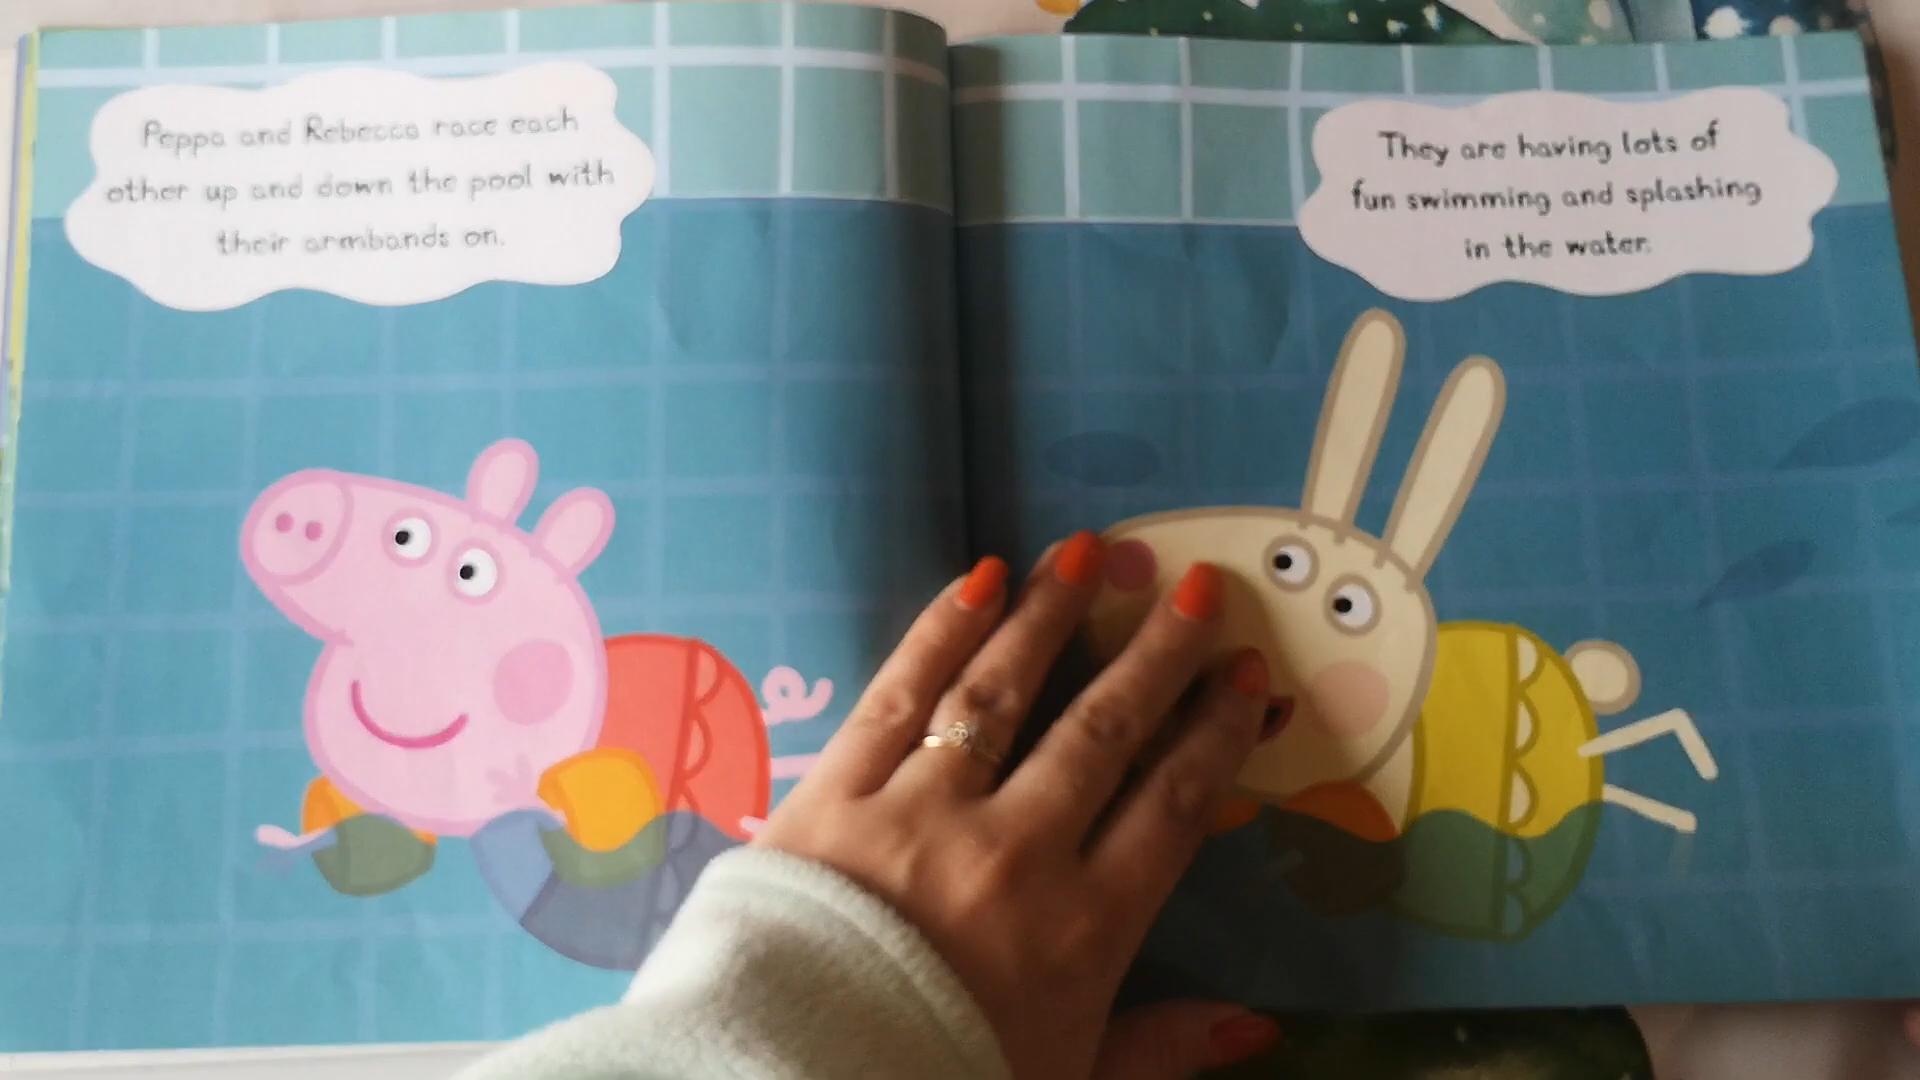 Peppa and Rebecca race each
other up and down the pool with
their armbands on.
They are having lots of
fun swimming and splashing
in the water.